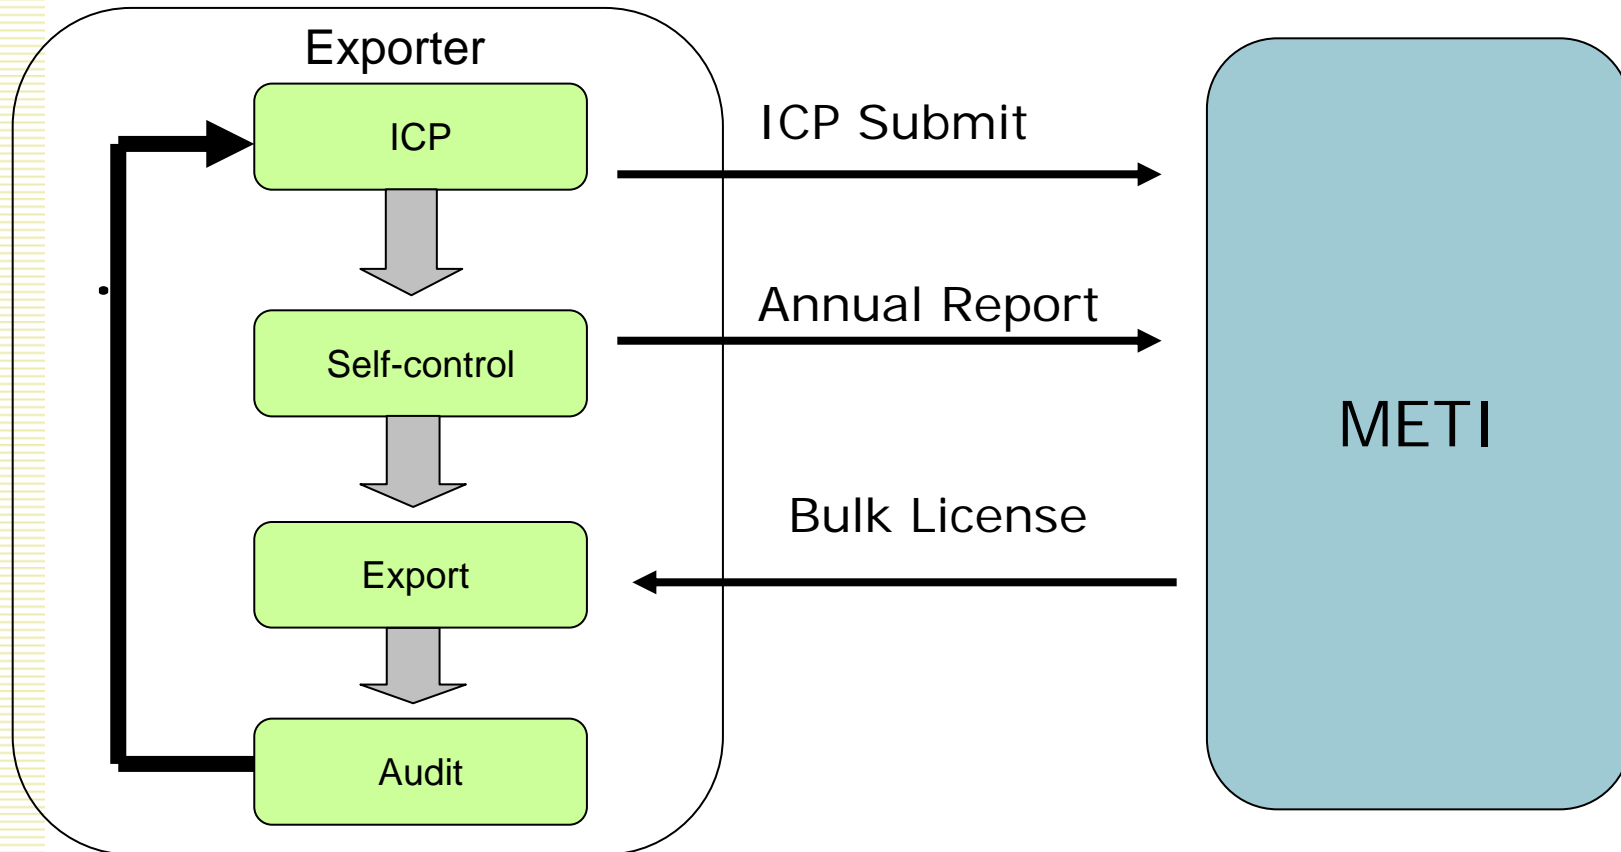 Exporter
ICP
ICP Submit
Self-control
Annual Report
METI
Export
Bulk License
Audit